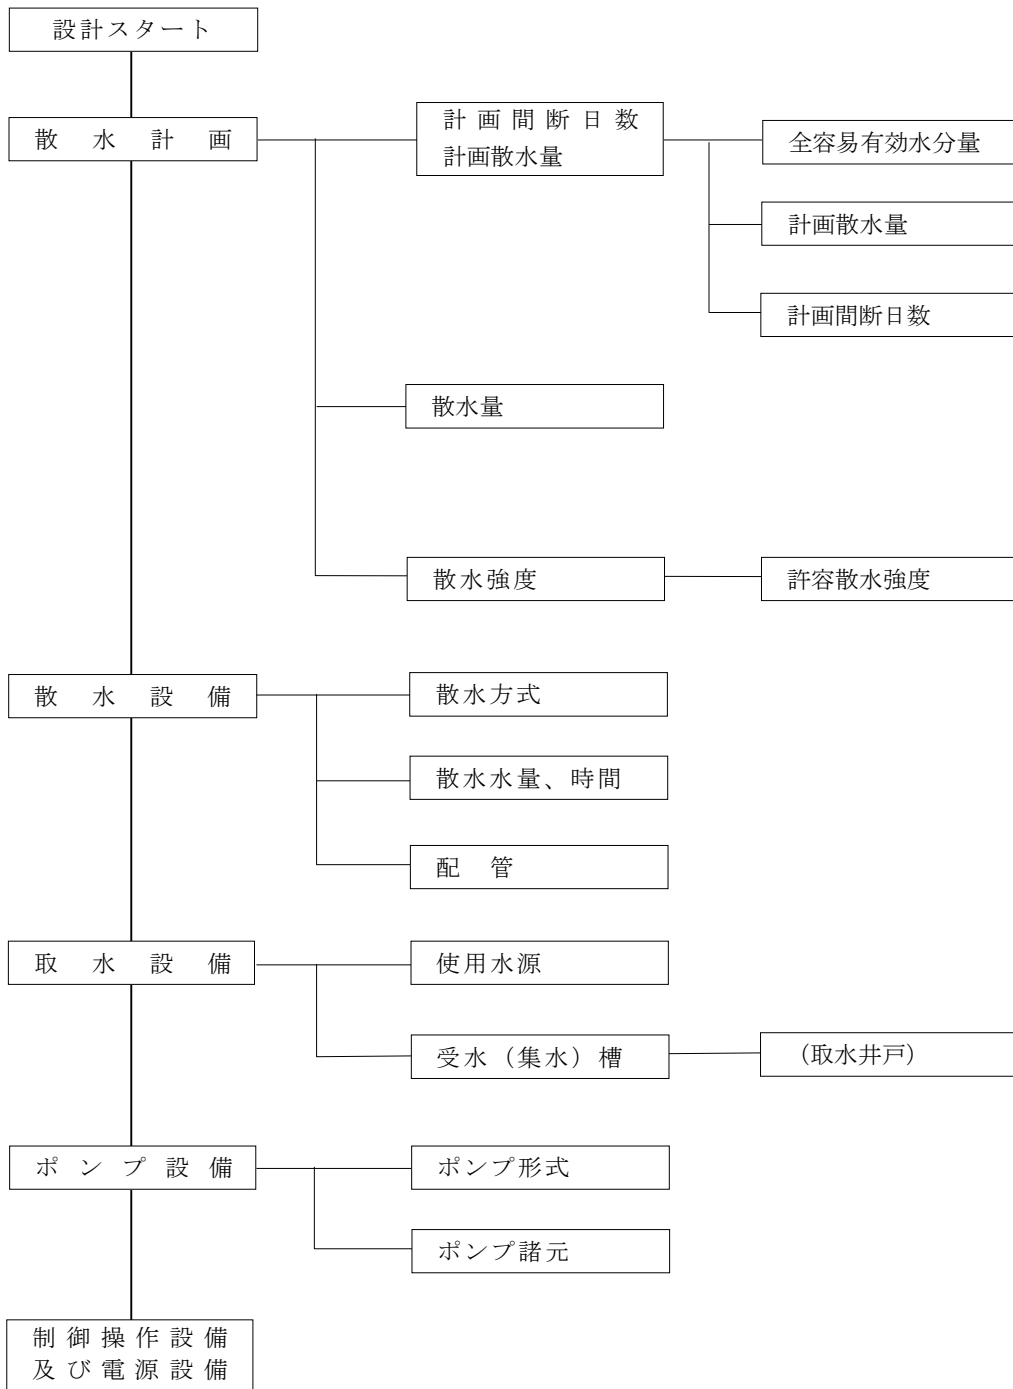 設計スタート
散水計画
計画間断日数
計画散水量
全容易有効水分量
計画散水量
計画間断日数
散水量
散水強度
許容散水強度
散水設備
散水方式
散水水量、時間
配管
取水設備
使用水源
受水（集水）槽
（取水井戸）
ポンプ設備
ポンプ形式
ポンプ諸元
制御操作設備
及び電源設備